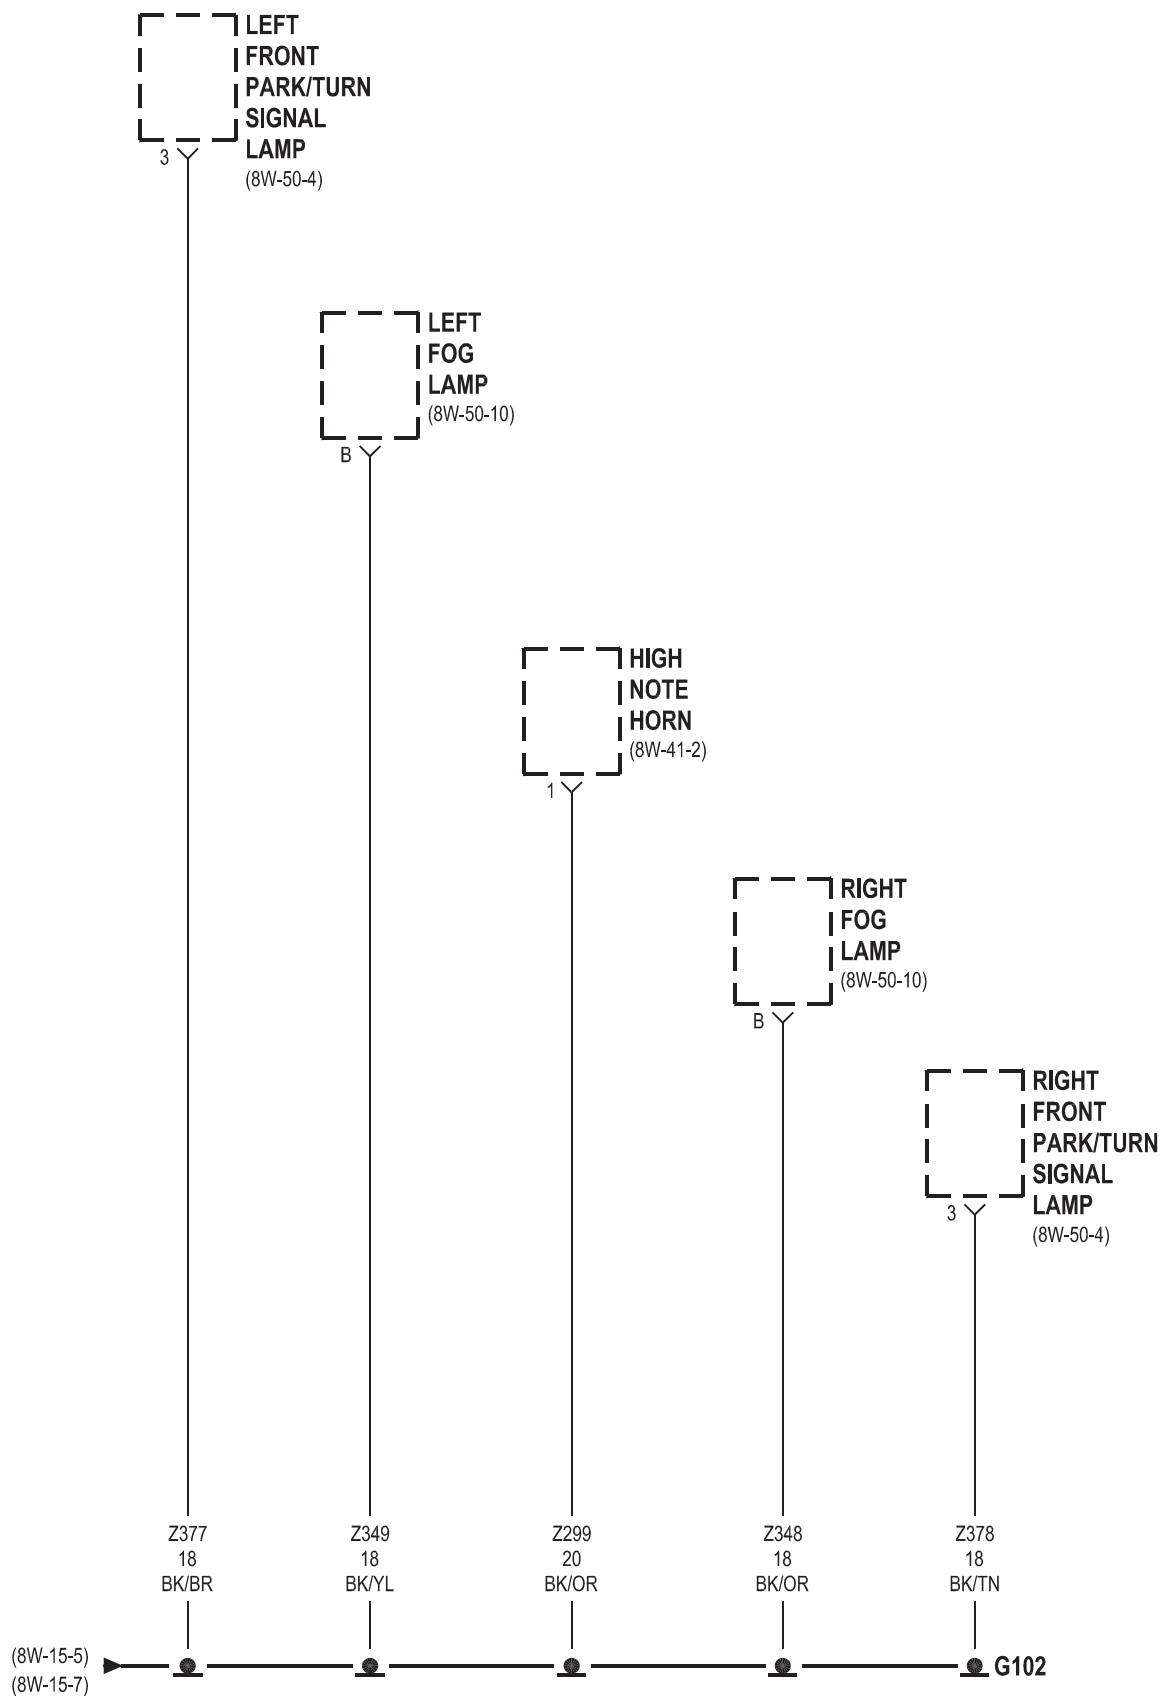 LEFT
FRONT
PARK/TURN
SIGNAL
LAMP
(8W-50-4)
3
LEFT
FOG
LAMP
(8W-50-10)
B
HIGH
NOTE
HORN
(8W-41-2)
1
RIGHT
FOG
LAMP
(8W-50-10)
B
RIGHT
FRONT
PARK/TURN
SIGNAL
LAMP
(8W-50-4)
3
Z377
18
BK/BR
Z349
18
BK/YL
Z299
20
BK/OR
Z348
18
BK/OR
Z378
18
BK/TN
(8W-15-5)
(8W-15-7)
G102